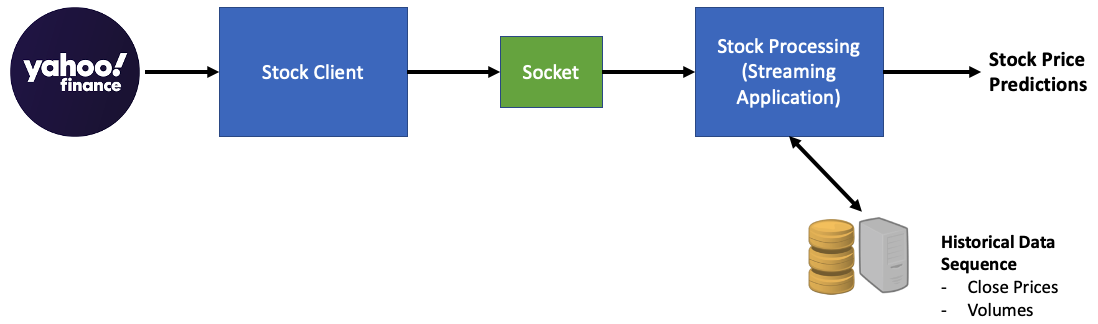 yahoo!
finance
Stock Client
Socket
Stock Processing
(Streaming
Application)
Stock Price
Predictions
Historical Data
Sequence
- Close Prices
- Volumes